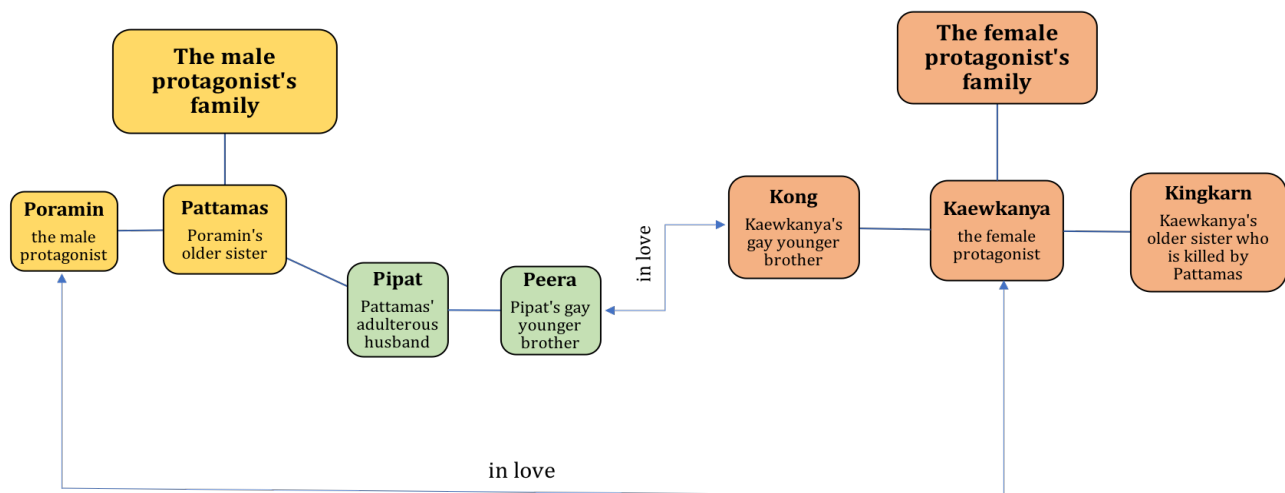 The male
protagonist's
family
The female
protagonist's
family
Poramin
the male
protagonist
Pattamas
Poramin's
older sister
Pipat
Pattamas'
adulterous
husband
Peera
Pipat's gay
younger
brother
in love
Kong
Kaewkanya's
gay younger
brother
Kaewkanya
the female
protagonist
Kingkarn
Kaewkanya's
older sister who
is killed by
Pattamas
in love